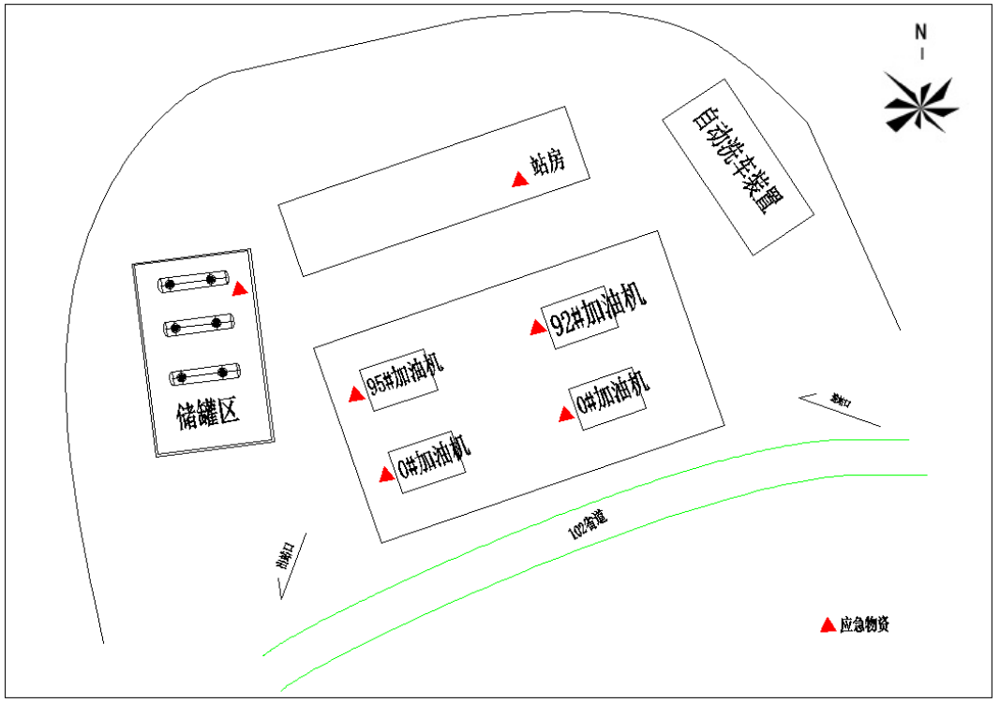 N
自动洗车装置
站房
92#加油机
95#加油机
0#加油机
储罐区
0#加油机
进站口
102省道
出站口
应急物资